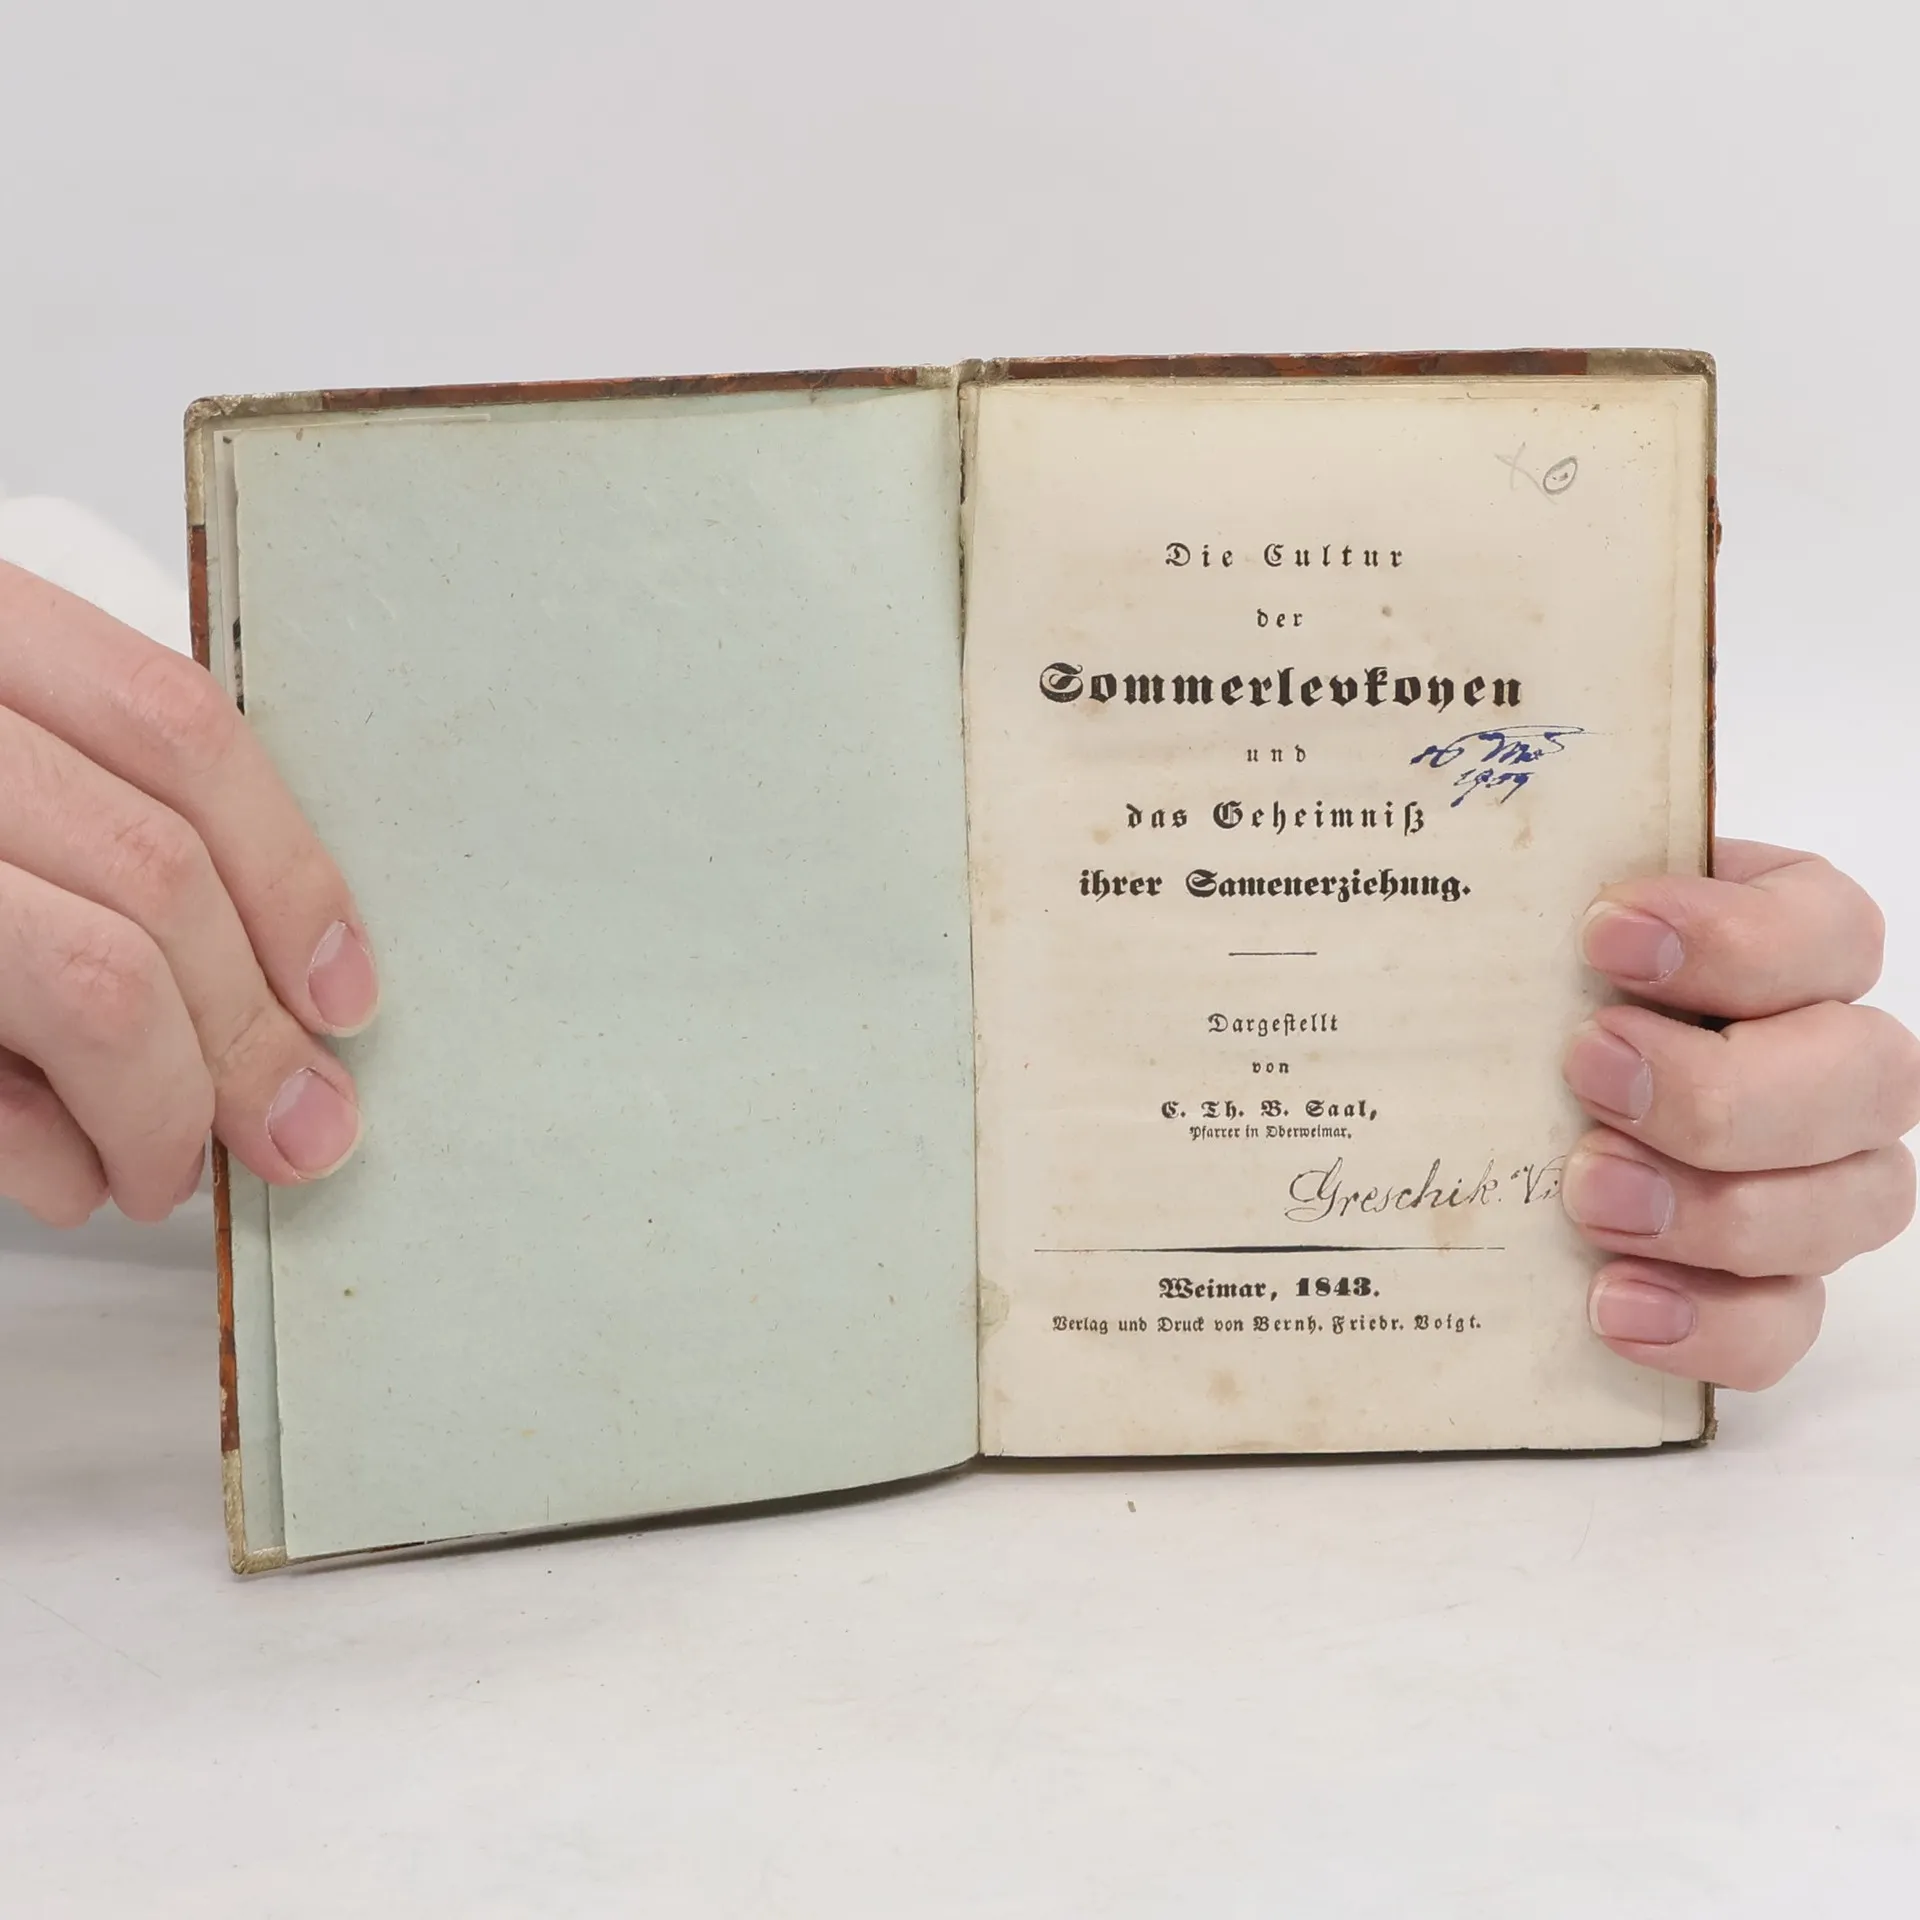 Die Cultur
der
Sommerlevkoyen
und
das Geheimniß
ihrer Samenerziehung.
Dargestellt
von
C. Th. B. Saal,
Pfarrer in Oberweimar.
Greschik
Weimar, 1843.
Verlag und Druck von Bernh. Friedr. Voigt.